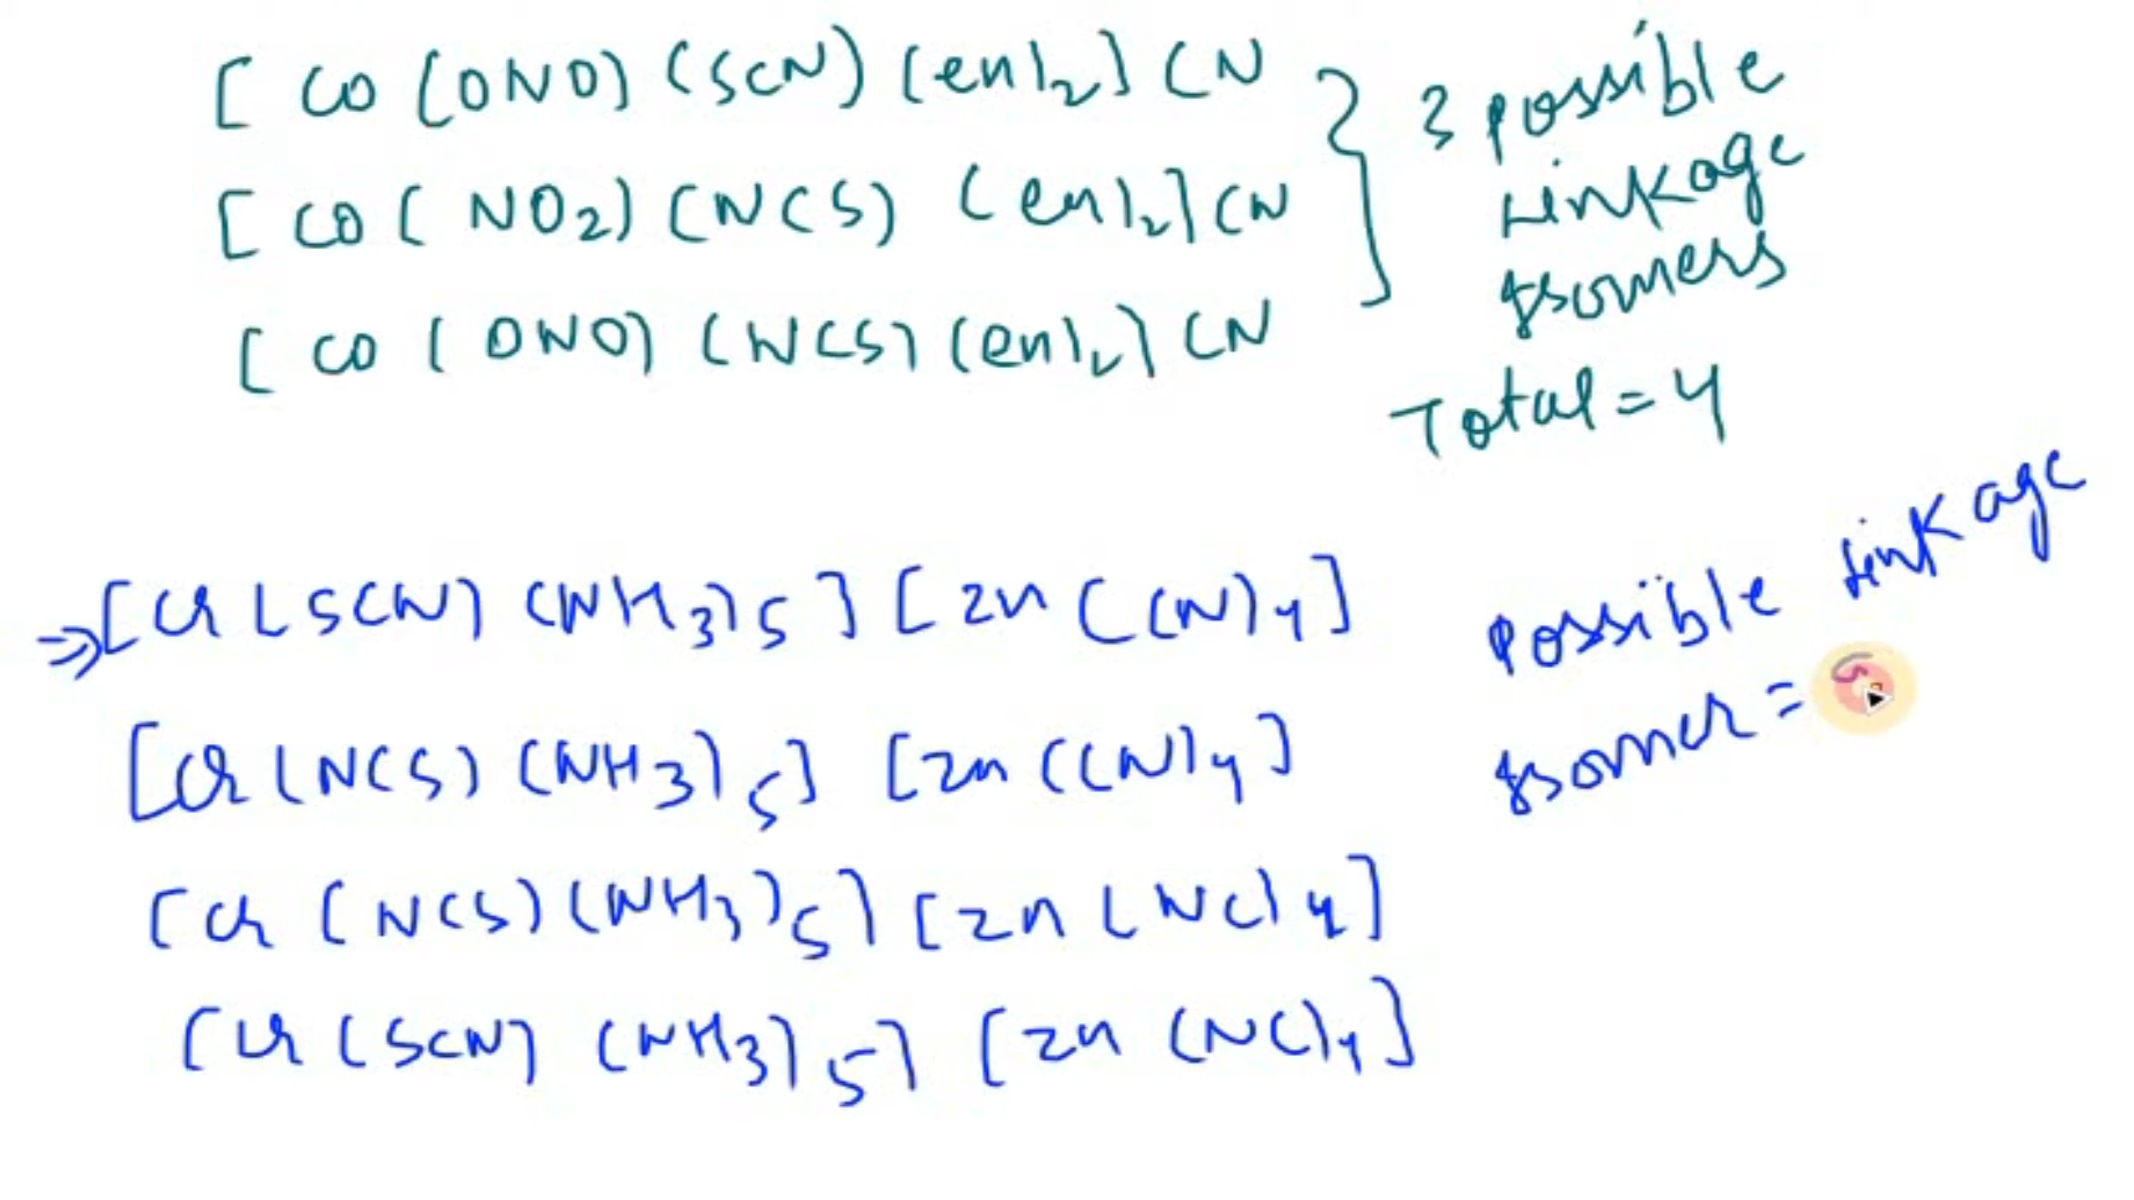 [CO(ONO)(SCN)(en)2]CN
[CO(NO2)(NCS)(en)2]CN
[CO(ONO)(NCS)(en)2]CN
} 3 possible
Linkage
Isomers
Total = 4
⇒[Cr(SCN)(NH3)5][Zn(CN)4]
[Cr(NCS)(NH3)5][Zn(CN)4]
[Cr(NCS)(NH3)5][Zn(NC)4]
[Cr(SCN)(NH3)5][Zn(NC)4]
Possible Linkage
Isomer =